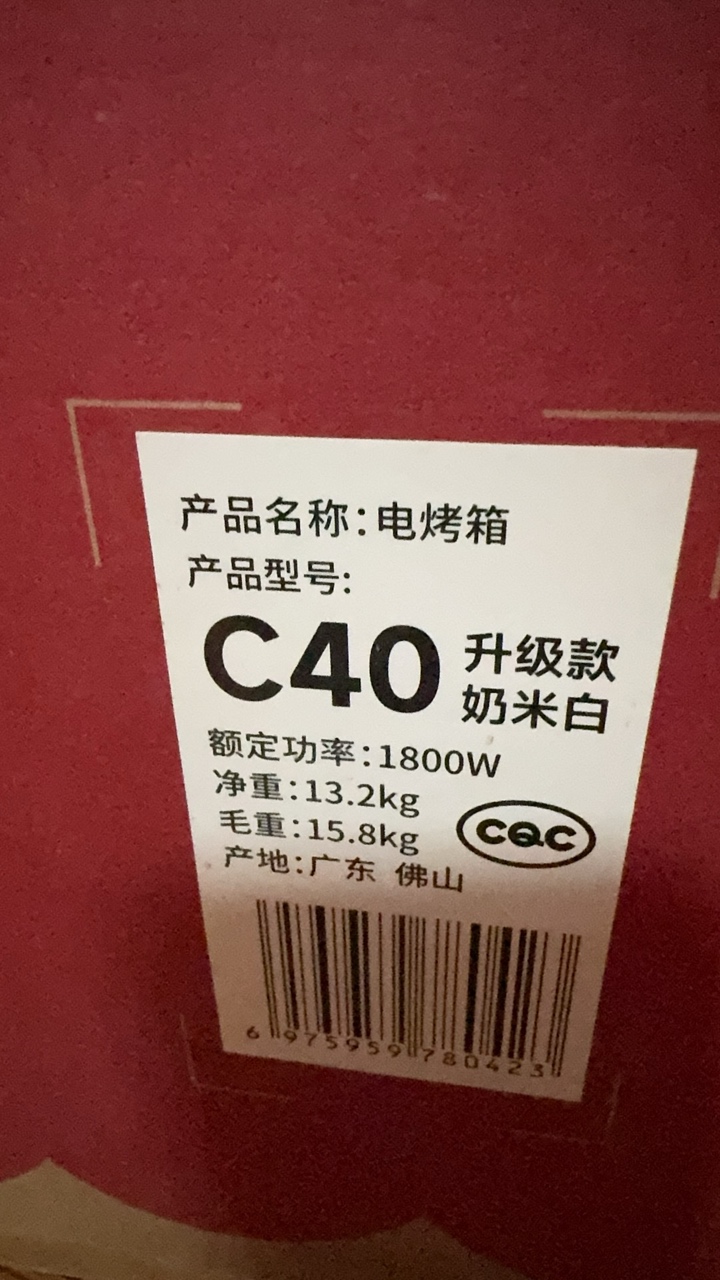 产品名称:电烤箱
产品型号:
C40 升级款
奶米白
额定功率:1800W
净重:13.2kg
毛重:15.8kg
CQC
产地:广东 佛山
6 975959 780423